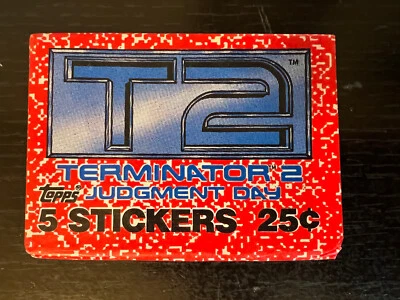 T2™
TERMINATOR 2
Topps JUDGMENT DAY
5 STICKERS 25¢